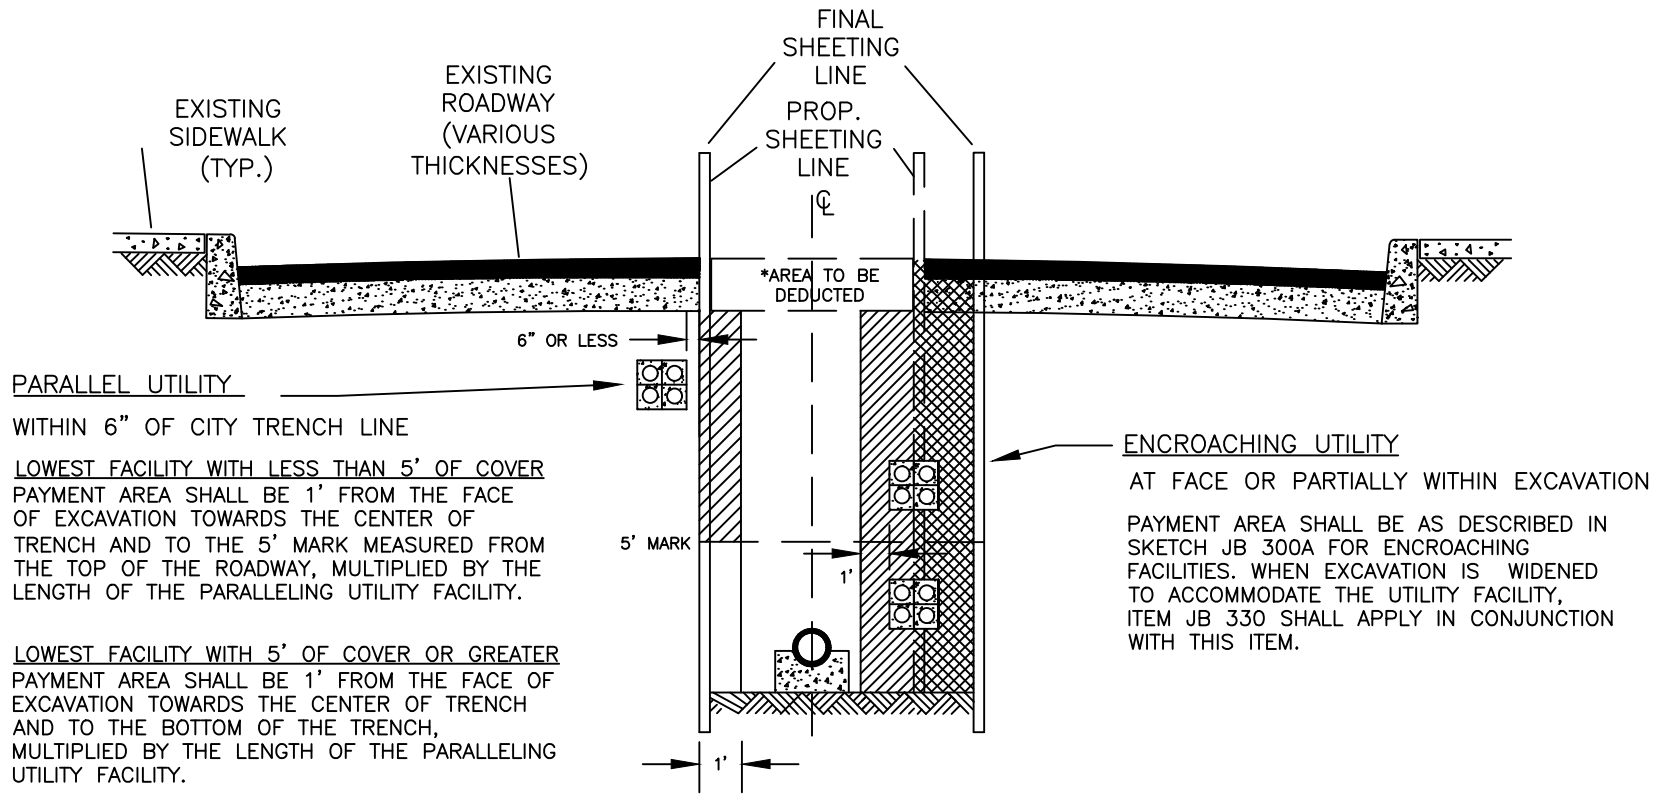 FINAL
SHEETING
LINE
PROP.
SHEETING
LINE
℄
EXISTING
ROADWAY
(VARIOUS
THICKNESSES)
EXISTING
SIDEWALK
(TYP.)
*AREA TO BE
DEDUCTED
6" OR LESS
PARALLEL UTILITY
WITHIN 6" OF CITY TRENCH LINE
LOWEST FACILITY WITH LESS THAN 5' OF COVER
PAYMENT AREA SHALL BE 1' FROM THE FACE
OF EXCAVATION TOWARDS THE CENTER OF
TRENCH AND TO THE 5' MARK MEASURED FROM
THE TOP OF THE ROADWAY, MULTIPLIED BY THE
LENGTH OF THE PARALLELING UTILITY FACILITY.
LOWEST FACILITY WITH 5' OF COVER OR GREATER
PAYMENT AREA SHALL BE 1' FROM THE FACE OF
EXCAVATION TOWARDS THE CENTER OF TRENCH
AND TO THE BOTTOM OF THE TRENCH,
MULTIPLIED BY THE LENGTH OF THE PARALLELING
UTILITY FACILITY.
5' MARK
1'
1'
ENCROACHING UTILITY
AT FACE OR PARTIALLY WITHIN EXCAVATION
PAYMENT AREA SHALL BE AS DESCRIBED IN
SKETCH JB 300A FOR ENCROACHING
FACILITIES. WHEN EXCAVATION IS WIDENED
TO ACCOMMODATE THE UTILITY FACILITY,
ITEM JB 330 SHALL APPLY IN CONJUNCTION
WITH THIS ITEM.